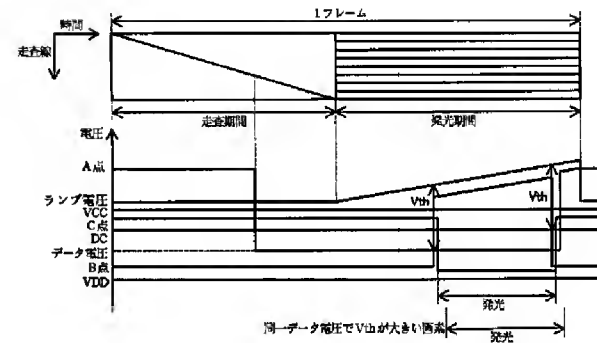 1フレーム
時間
走査線
走査期間
発光期間
電圧
A点
ランプ電圧
VCC
C点
DC
データ電圧
B点
VDD
Vth
Vth
発光
同一データ電圧でVthが大きい画素
発光